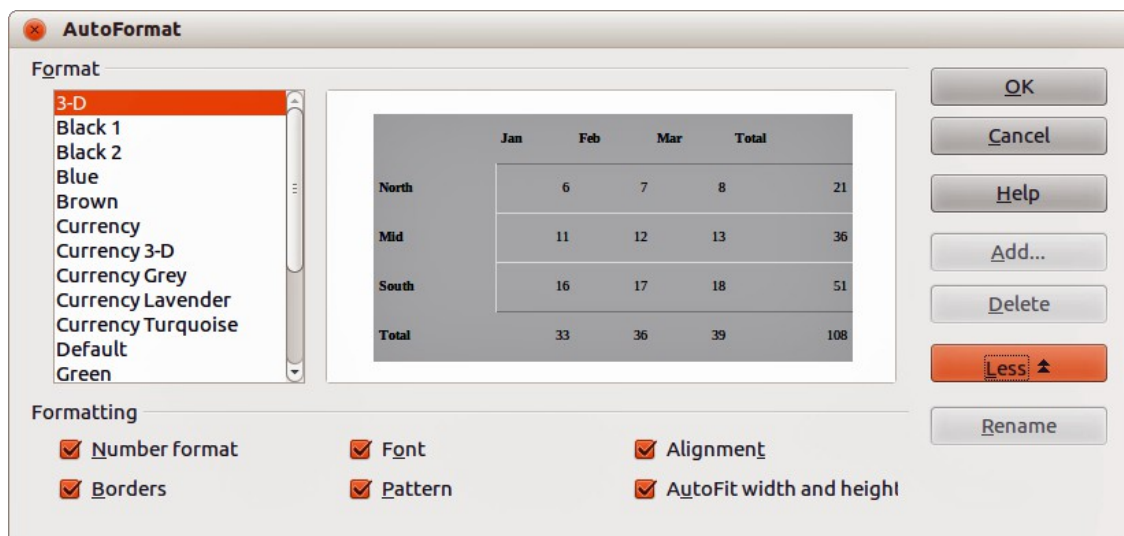 AutoFormat
Format
3-D
Black 1
Black 2
Blue
Brown
Currency
Currency 3-D
Currency Grey
Currency Lavender
Currency Turquoise
Default
Green
Jan Feb Mar Total
North 6 7 8 21
Mid 11 12 13 36
South 16 17 18 51
Total 33 36 39 108
OK
Cancel
Help
Add...
Delete
Less
Rename
Formatting
Number format Font Alignment
Borders Pattern AutoFit width and height